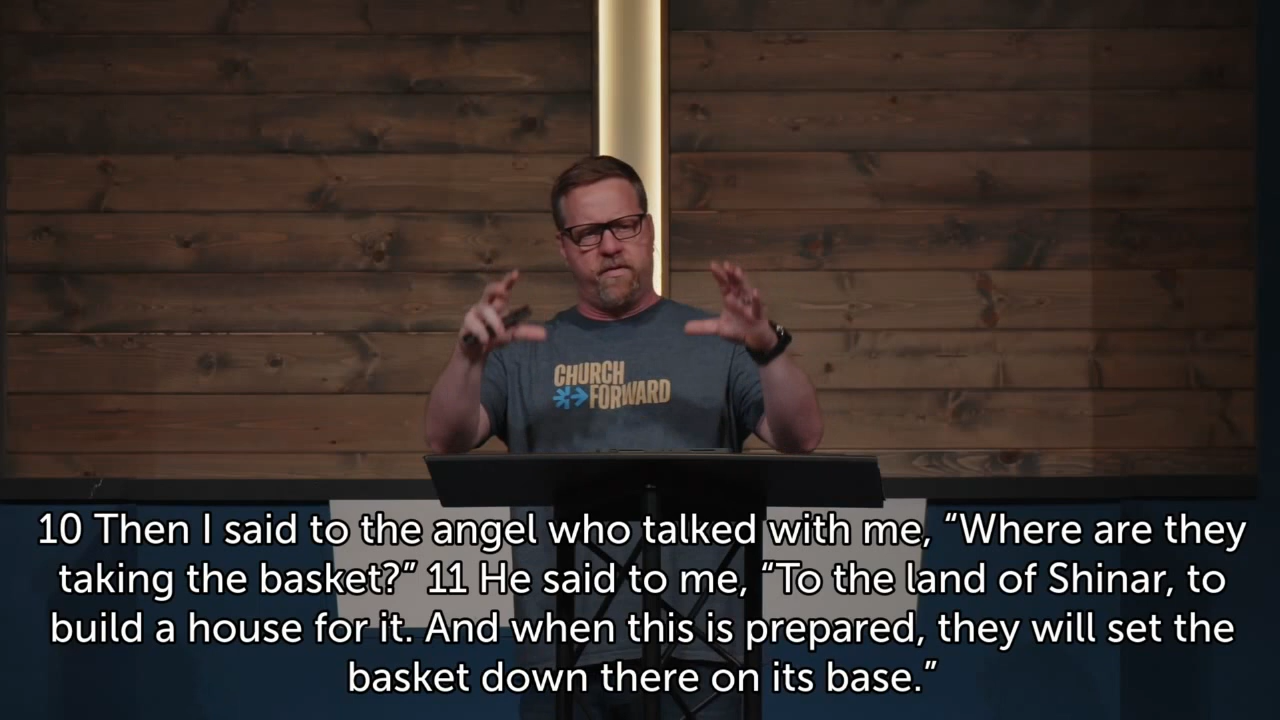 CHURCH
FORWARD
10 Then I said to the angel who talked with me, “Where are they
taking the basket?” 11 He said to me, “To the land of Shinar, to
build a house for it. And when this is prepared, they will set the
basket down there on its base.”